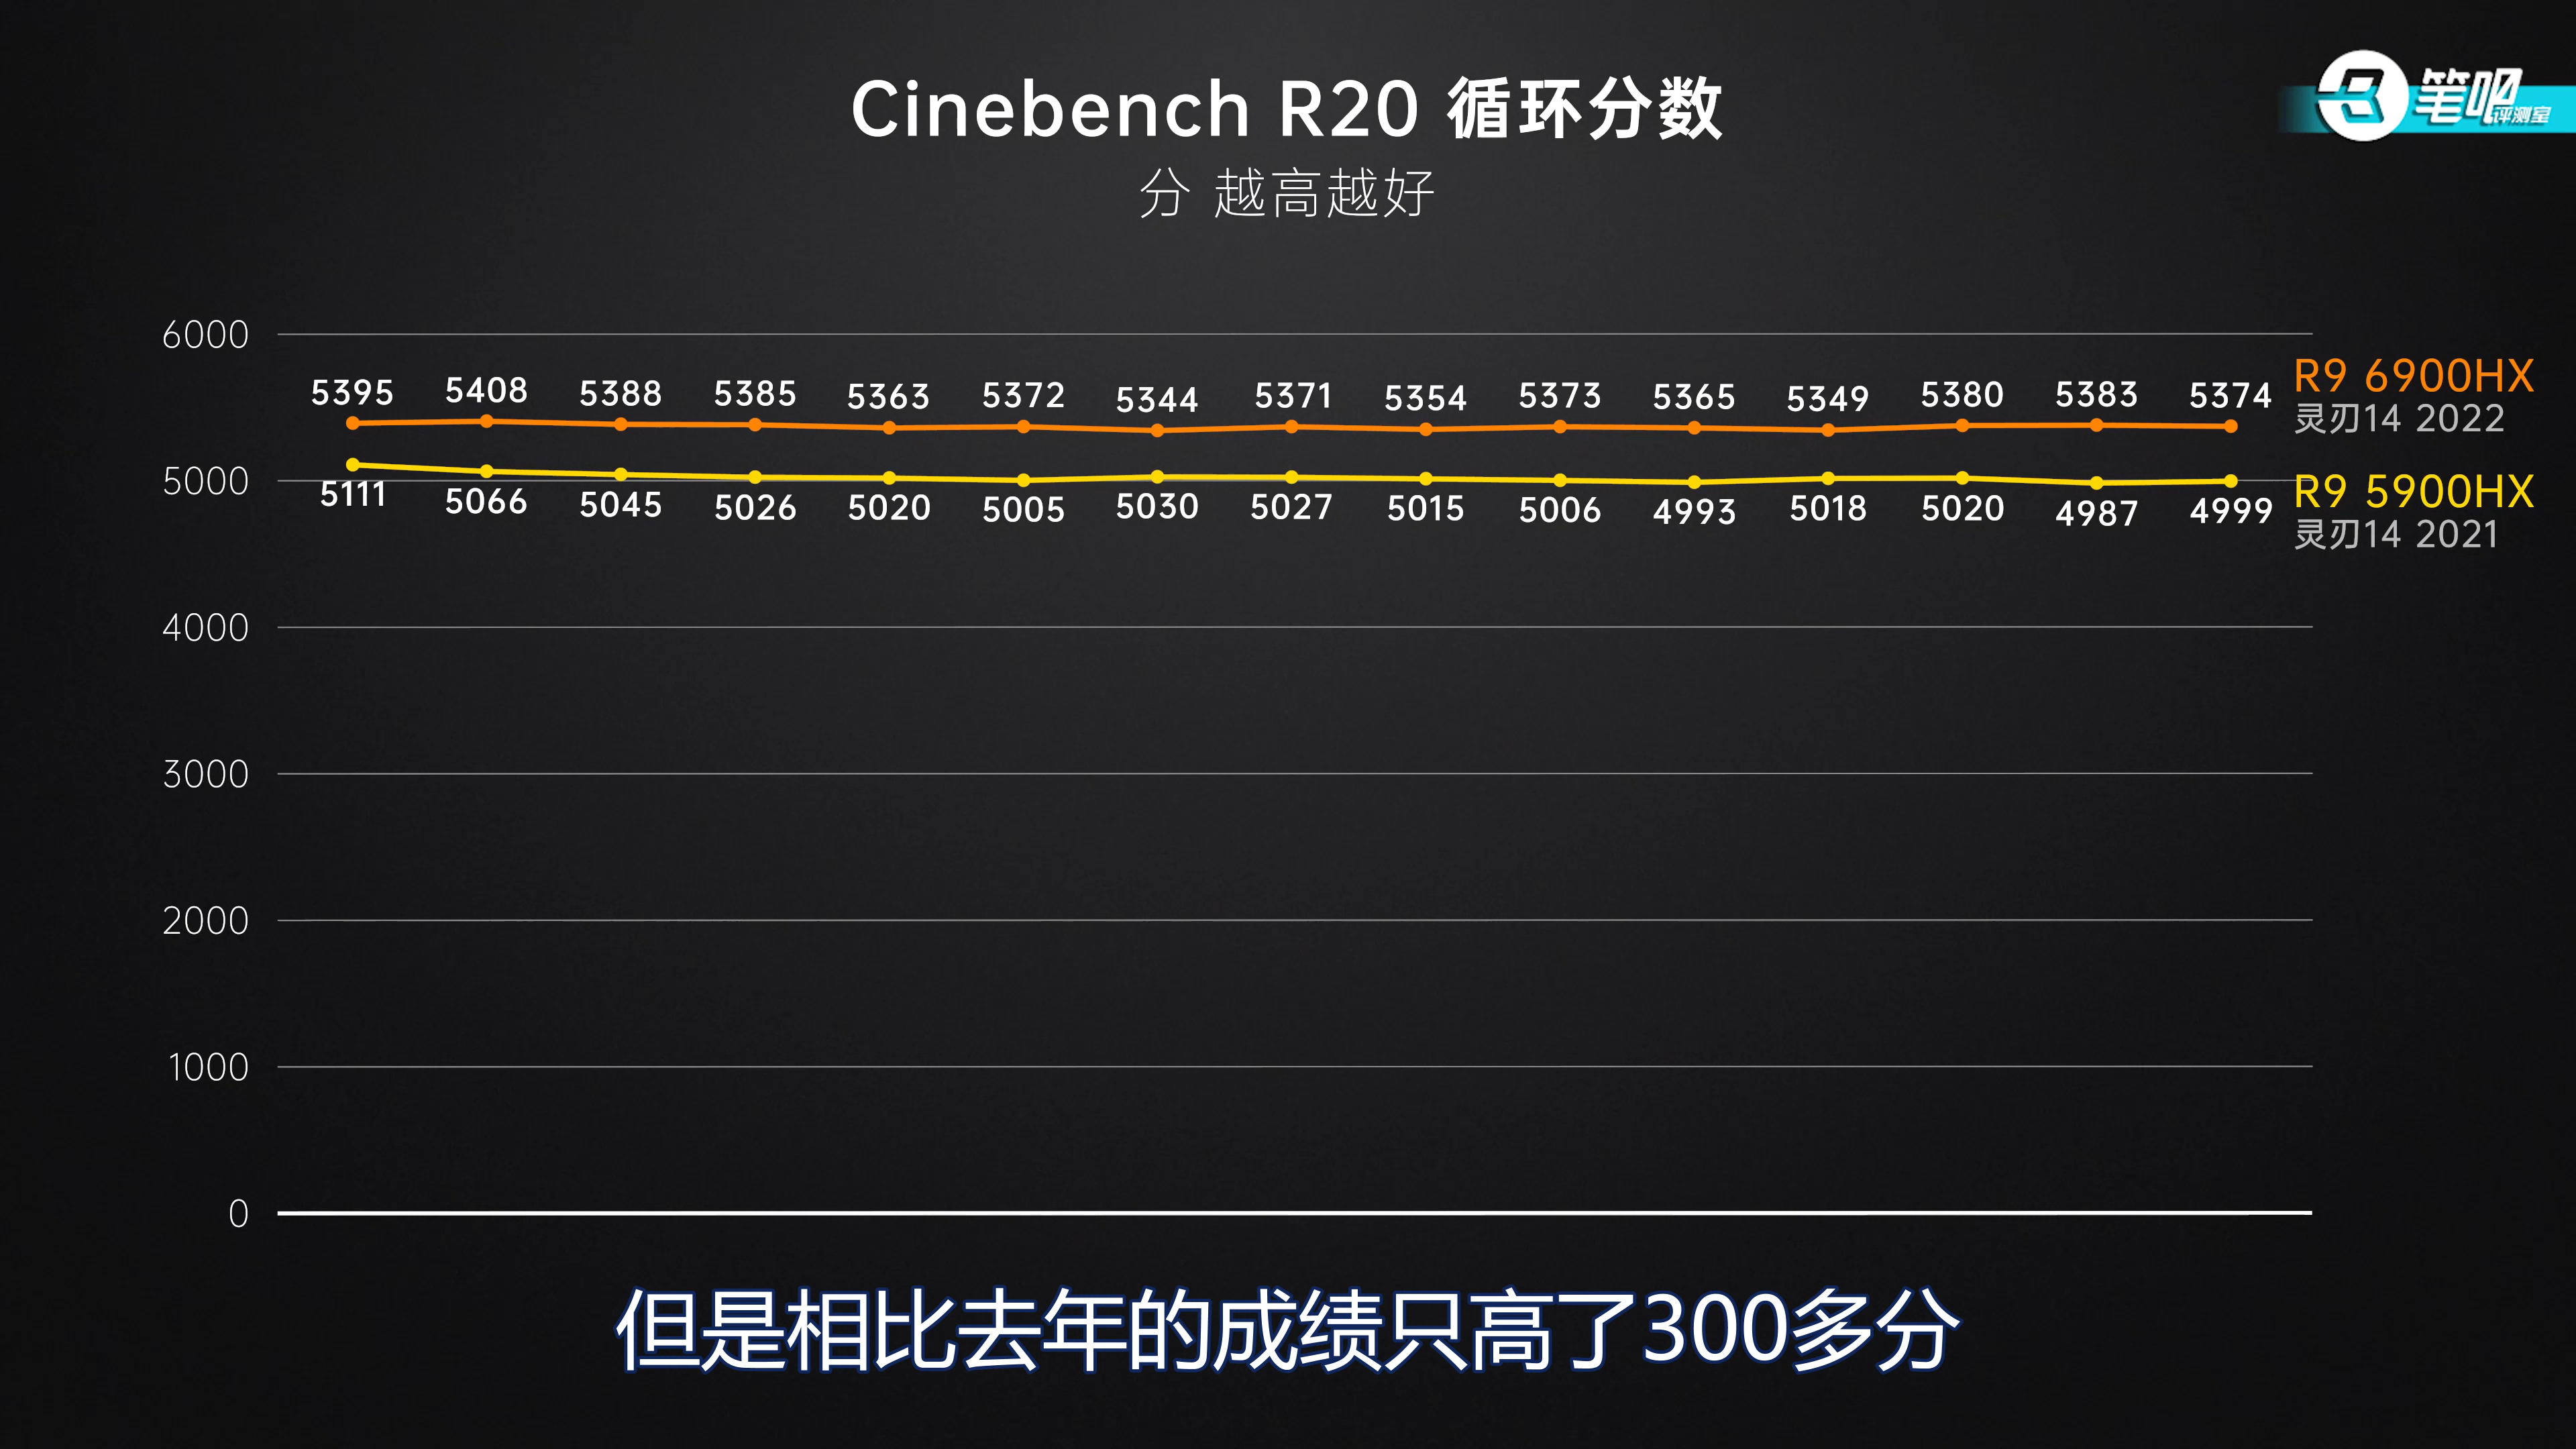 Cinebench R20 循环分数
分 越高越好
笔吧评测室
6000
5395 5408 5388 5385 5363 5372 5344 5371 5354 5373 5365 5349 5380 5383 5374
R9 6900HX
灵刃14 2022
5000
5111 5066 5045 5026 5020 5005 5030 5027 5015 5006 4993 5018 5020 4987 4999
R9 5900HX
灵刃14 2021
4000
3000
2000
1000
0
但是相比去年的成绩只高了300多分